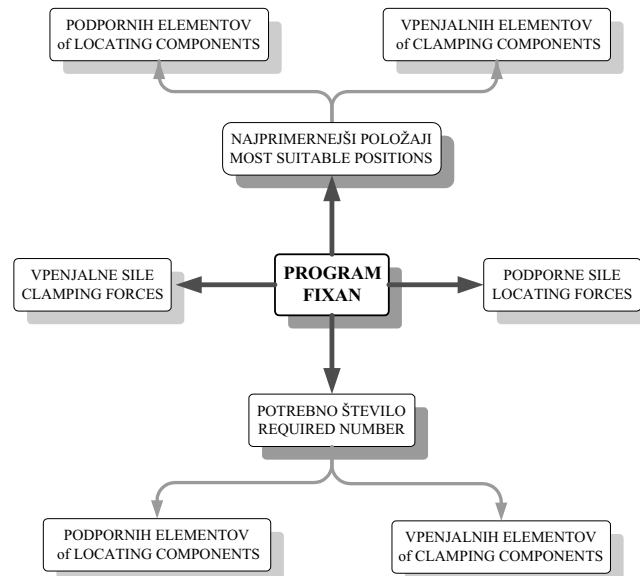 PODPORNIH ELEMENTOV
of LOCATING COMPONENTS
VPENJALNIH ELEMENTOV
of CLAMPING COMPONENTS
NAJPRIMERNEJŠI POLOŽAJI
MOST SUITABLE POSITIONS
VPENJALNE SILE
CLAMPING FORCES
PROGRAM
FIXAN
PODPORNE SILE
LOCATING FORCES
POTREBNO ŠTEVILO
REQUIRED NUMBER
PODPORNIH ELEMENTOV
of LOCATING COMPONENTS
VPENJALNIH ELEMENTOV
of CLAMPING COMPONENTS